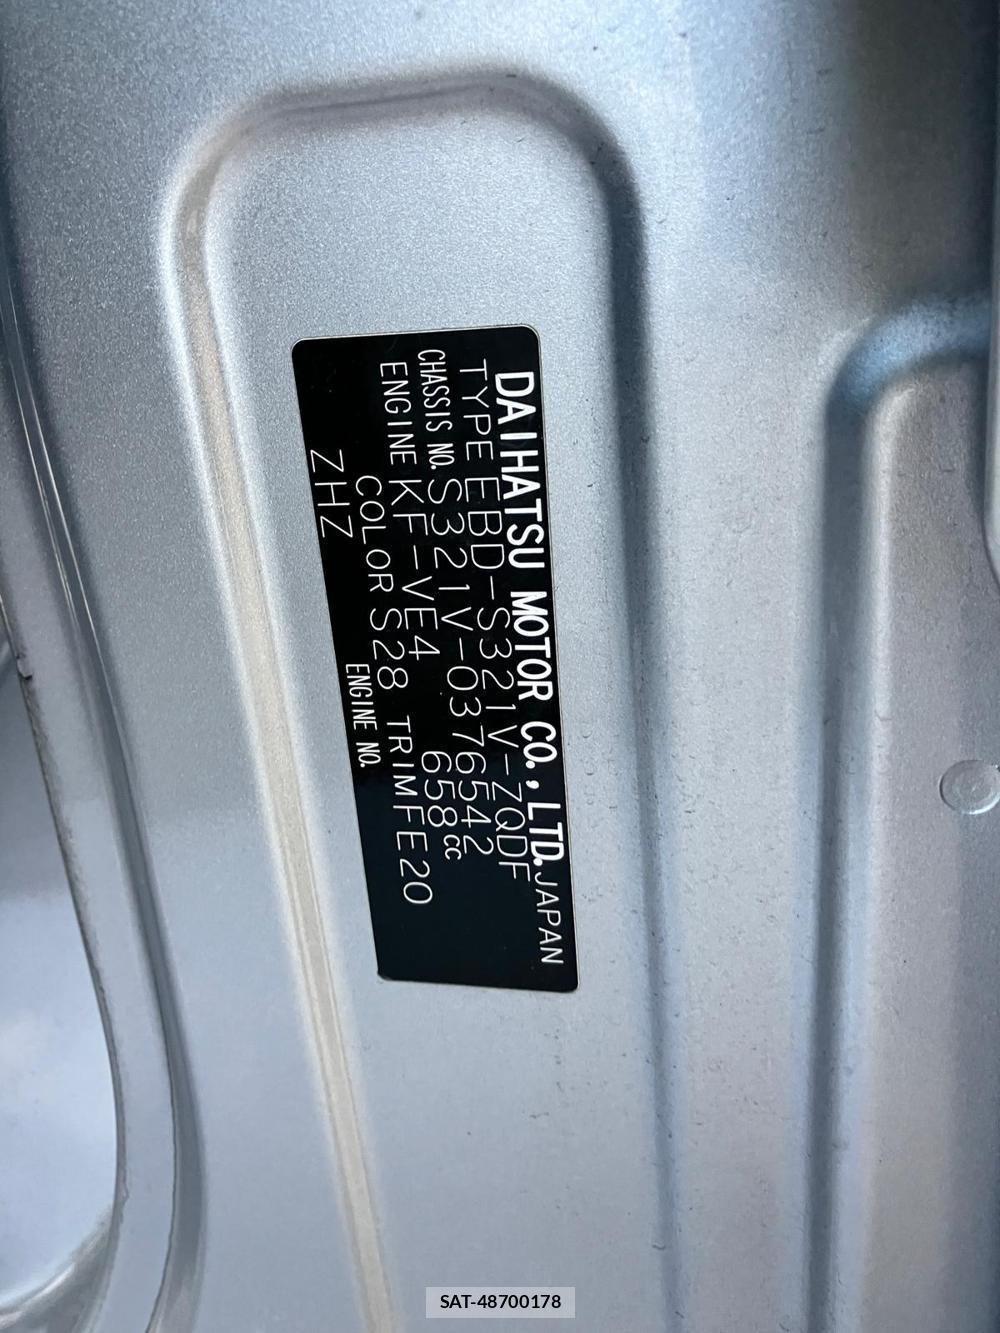 DAIHATSU MOTOR CO., LTD. JAPAN
TYPE EBD-S321V-ZQDF
CHASSIS NO. S321V-0376542
ENGINE KF-VE4 658cc
COLOR S28 TRIM FE20
ZHZ ENGINE NO.
SAT-48700178